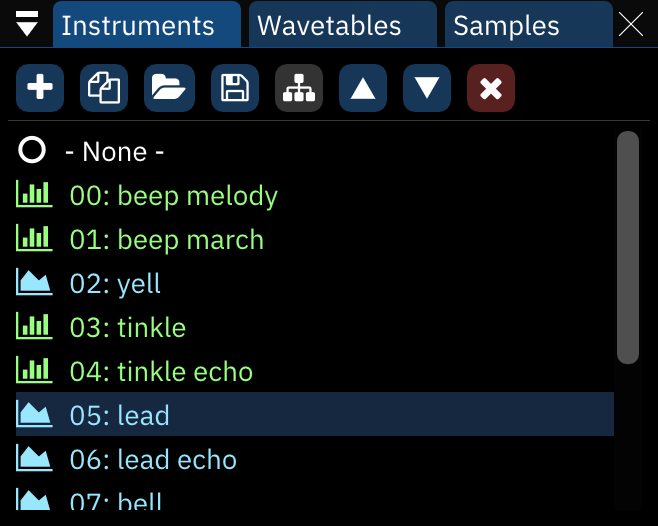 Instruments Wavetables Samples
- None -
00: beep melody
01: beep march
02: yell
03: tinkle
04: tinkle echo
05: lead
06: lead echo
07: bell